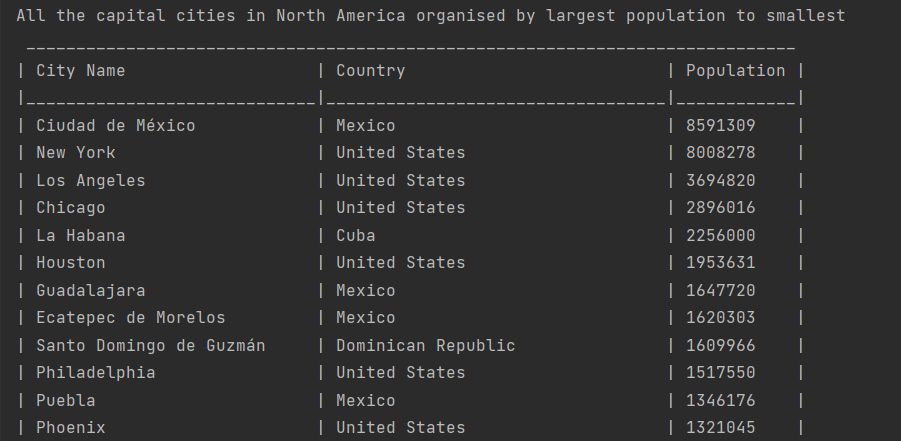 All the capital cities in North America organised by largest population to smallest
| City Name | Country | Population |
| Ciudad de México | Mexico | 8591309 |
| New York | United States | 8008278 |
| Los Angeles | United States | 3694820 |
| Chicago | United States | 2896016 |
| La Habana | Cuba | 2256000 |
| Houston | United States | 1953631 |
| Guadalajara | Mexico | 1647720 |
| Ecatepec de Morelos | Mexico | 1620303 |
| Santo Domingo de Guzmán | Dominican Republic | 1609966 |
| Philadelphia | United States | 1517550 |
| Puebla | Mexico | 1346176 |
| Phoenix | United States | 1321045 |